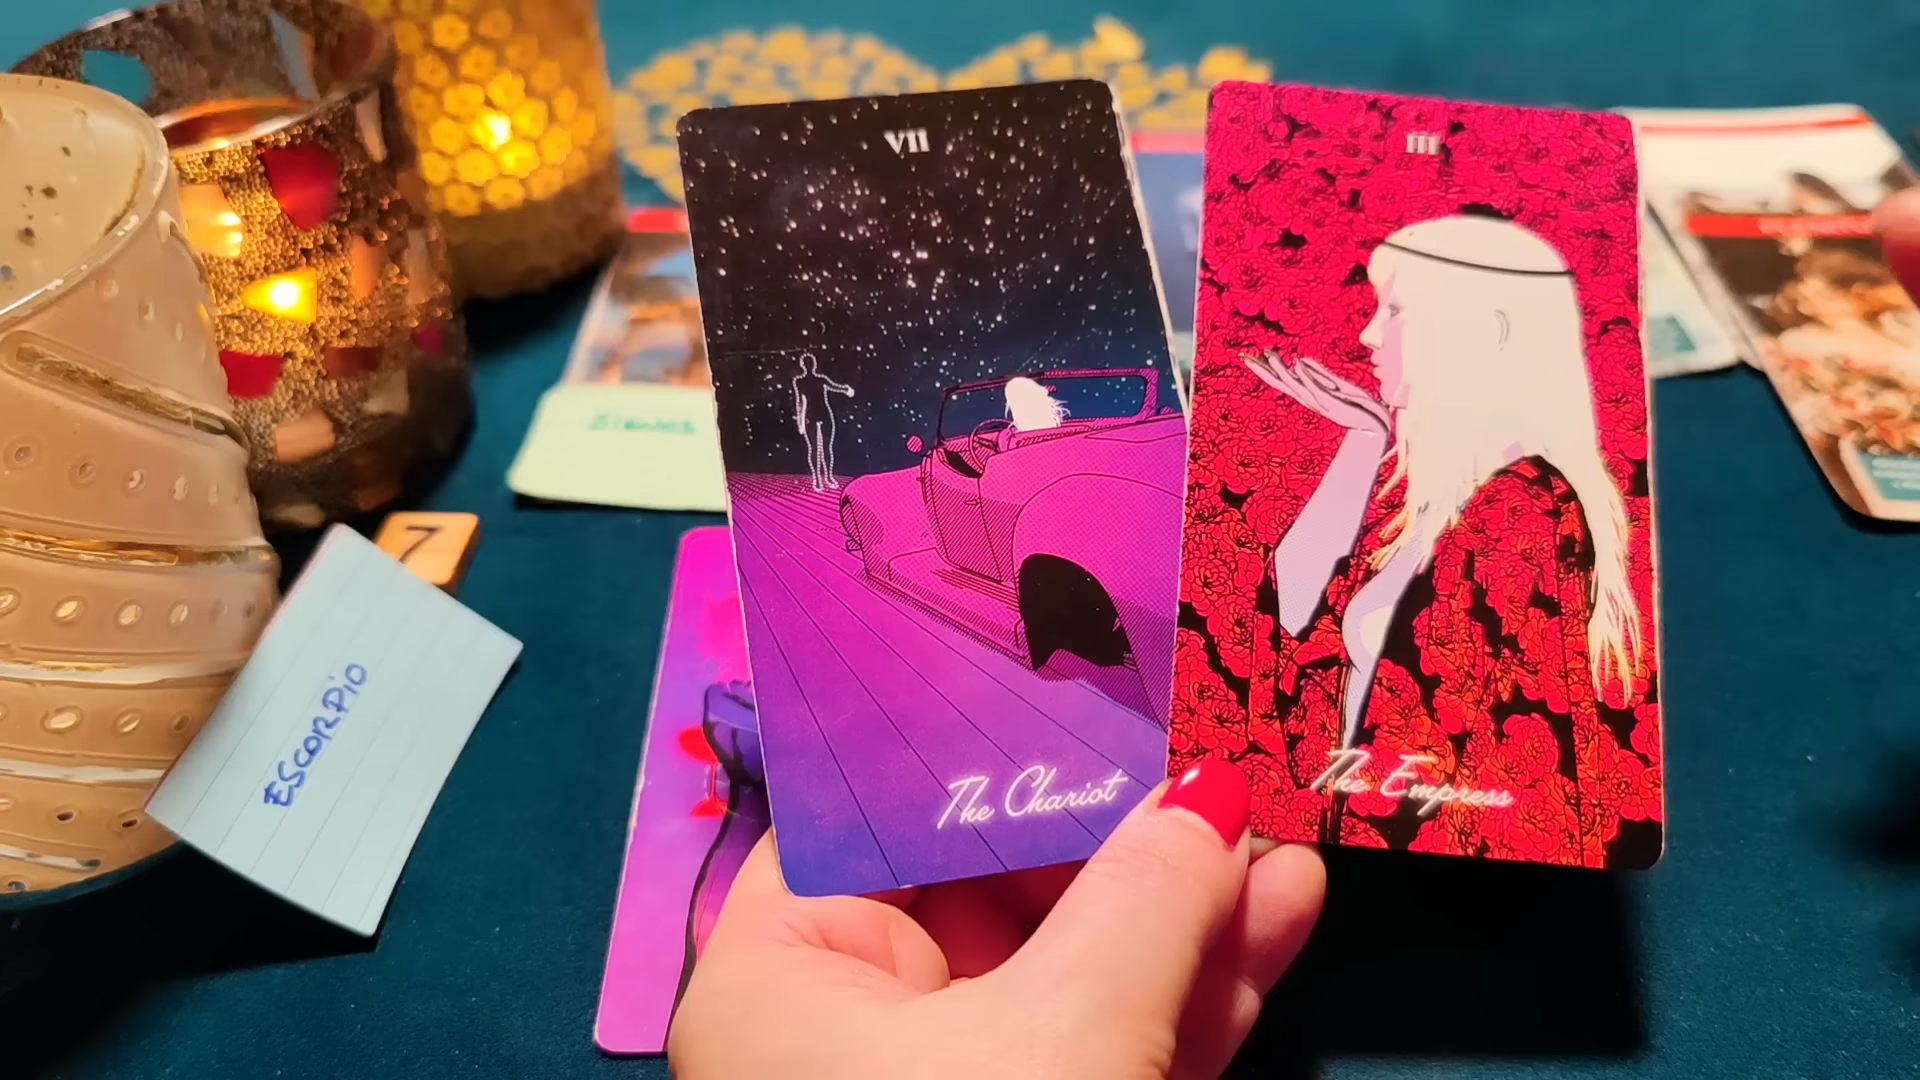 VII
III
7
ESCORPIO
The Chariot
The Empress